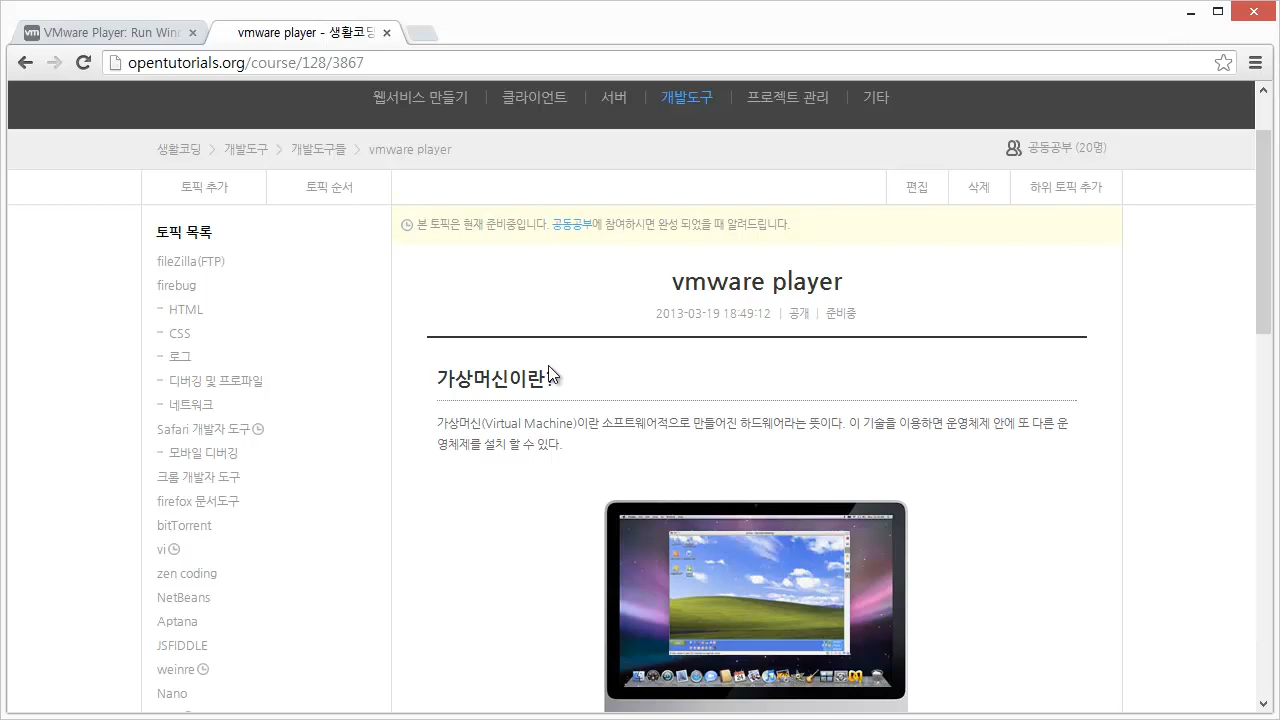 VMware Player: Run Win
vmware player - 생활코딩
opentutorials.org/course/128/3867
웹서비스 만들기 | 클라이언트 | 서버 | 개발도구 | 프로젝트 관리 | 기타
생활코딩 > 개발도구 > 개발도구들 > vmware player
공동공부 (20명)
토픽 추가
토픽 순서
편집
삭제
하위 토픽 추가
토픽 목록
fileZilla(FTP)
firebug
- HTML
- CSS
- 로그
- 디버깅 및 프로파일
- 네트워크
Safari 개발자 도구
- 모바일 디버깅
크롬 개발자 도구
firefox 문서도구
bitTorrent
vi
zen coding
NetBeans
Aptana
JSFIDDLE
weinre
Nano
본 토픽은 현재 준비중입니다. 공동공부에 참여하시면 완성 되었을 때 알려드립니다.
vmware player
2013-03-19 18:49:12 | 공개 | 준비중
가상머신이란?
가상머신(Virtual Machine)이란 소프트웨어적으로 만들어진 하드웨어라는 뜻이다. 이 기술을 이용하면 운영체제 안에 또 다른 운
영체제를 설치 할 수 있다.